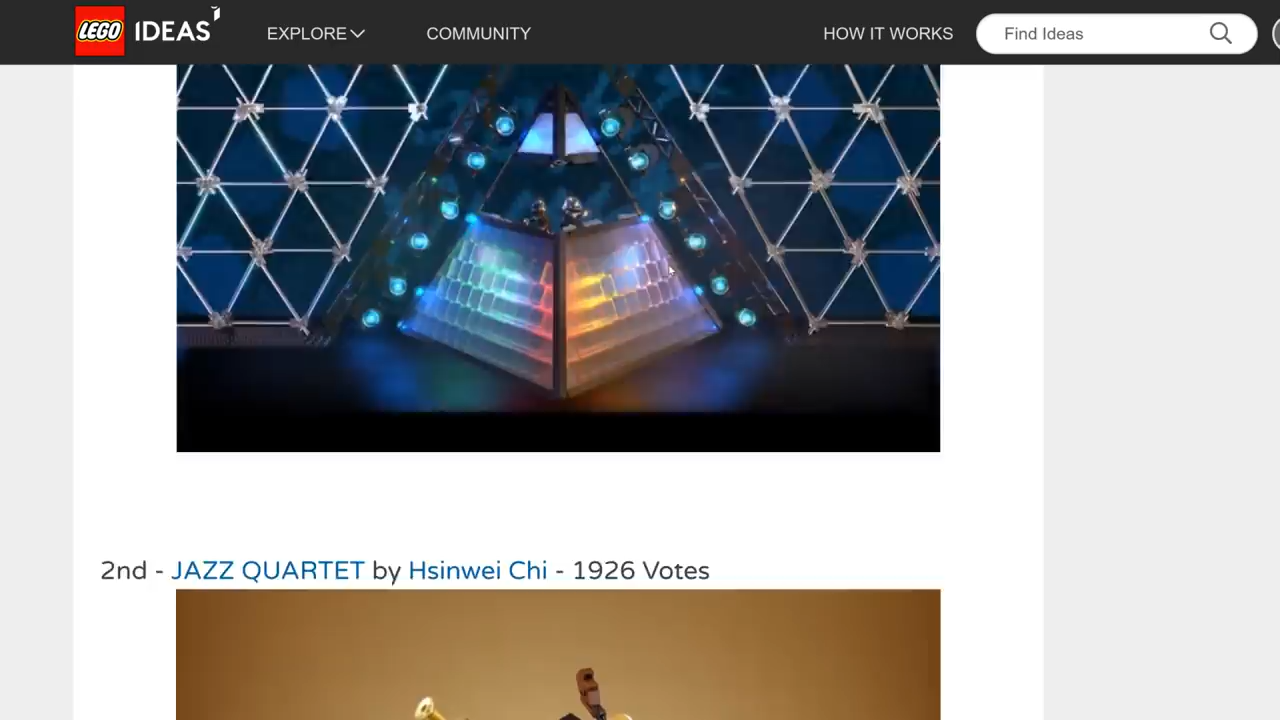 LEGO IDEAS EXPLORE COMMUNITY HOW IT WORKS Find Ideas
2nd - JAZZ QUARTET by Hsinwei Chi - 1926 Votes